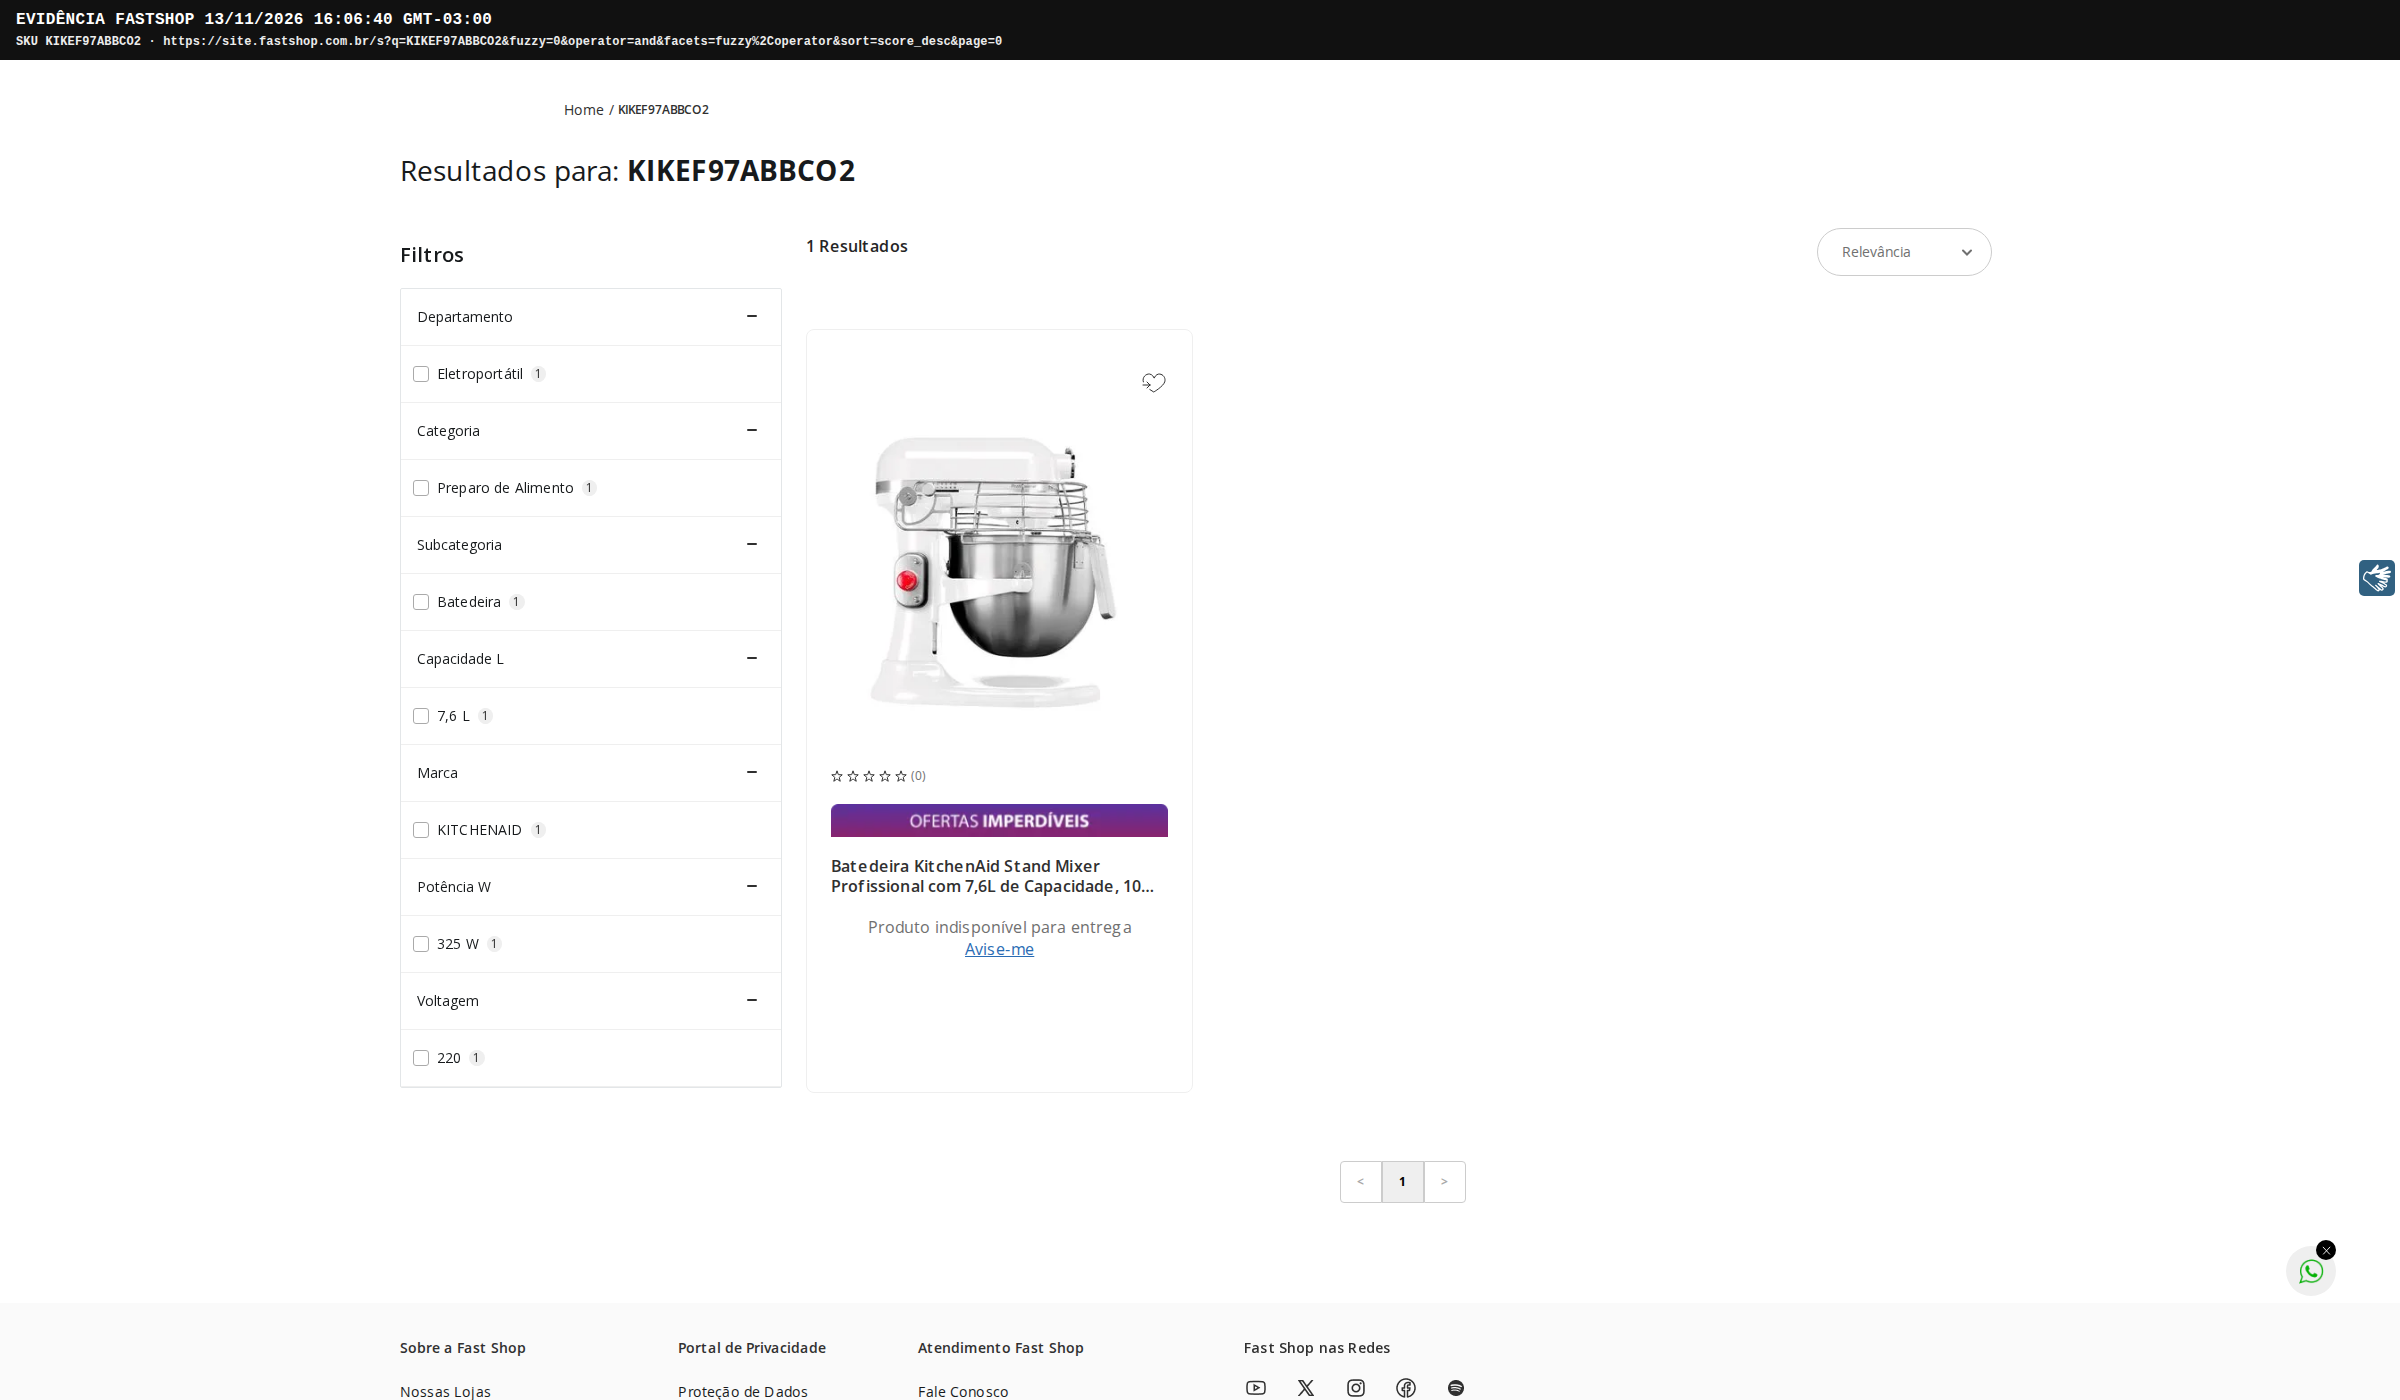 EVIDÊNCIA FASTSHOP 13/11/2026 16:06:40 GMT-03:00
SKU KIKEF97ABBCO2 · https://site.fastshop.com.br/s?q=KIKEF97ABBCO2&fuzzy=0&operator=and&facets=fuzzy%2Coperator&sort=score_desc&page=0
Home / KIKEF97ABBCO2
Resultados para: KIKEF97ABBCO2
Filtros
Departamento
Eletroportátil 1
Categoria
Preparo de Alimento 1
Subcategoria
Batedeira 1
Capacidade L
7,6 L 1
Marca
KITCHENAID 1
Potência W
325 W 1
Voltagem
220 1
1 Resultados
Relevância
(0)
OFERTAS IMPERDÍVEIS
Batedeira KitchenAid Stand Mixer
Profissional com 7,6L de Capacidade, 10...
Produto indisponível para entrega
Avise-me
< 1 >
Sobre a Fast Shop
Nossas Lojas
Portal de Privacidade
Proteção de Dados
Atendimento Fast Shop
Fale Conosco
Fast Shop nas Redes